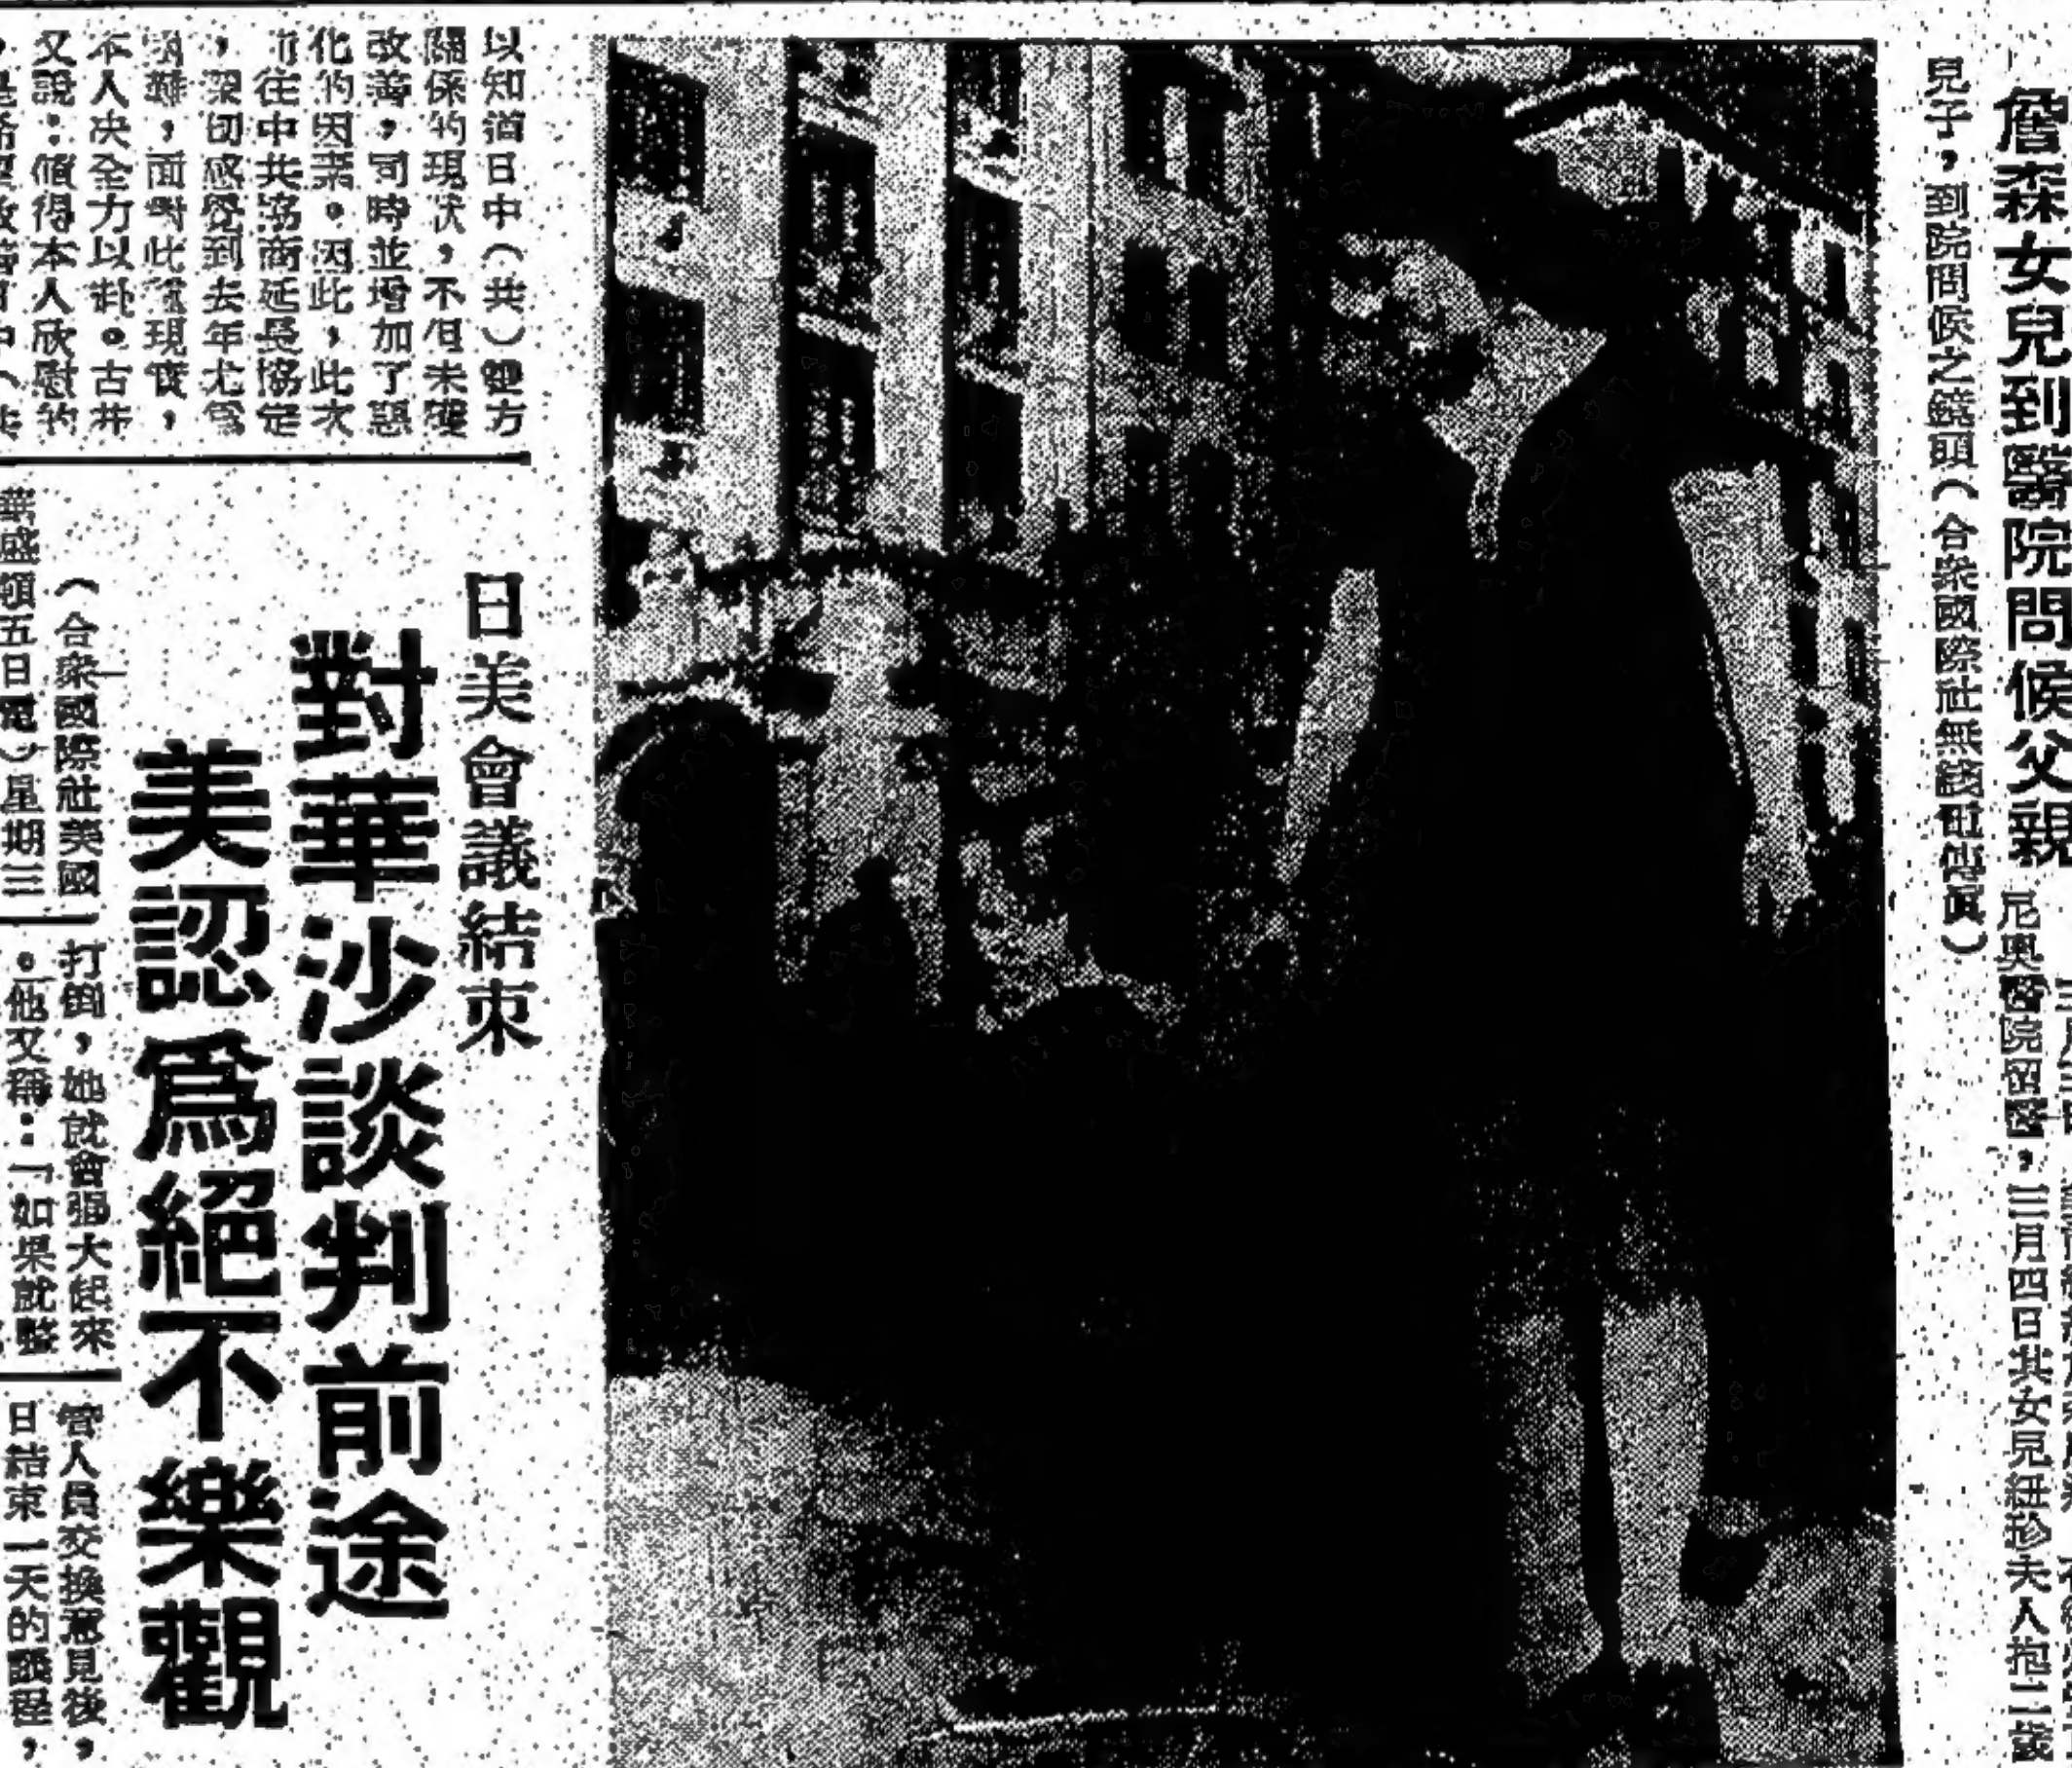 詹森女兒到醫院問候父親
尼奧醫院留醫，三月四日其女兒紐珍夫人抱二歲
兒子，到院問候之鏡頭（合衆國際社無綫電傳眞）
以知道日中（共）雙方
關係的現狀，不但未獲
改善，同時並增加了惡
化的因素。因此，此次
前往中共協商延長協定
，深切感覺到去年尤爲
困難，面對此一現實，
本人决全力以赴。古井
又說：値得本人欣慰的
日美會議結束
對華沙談判前途
美認爲絕不樂觀
（合衆國際社美國
華盛頓五日電）星期三
打倒，她就會强大起來
。他又稱：「如果就整
管人員交換意見後，
日結束一天的議程，